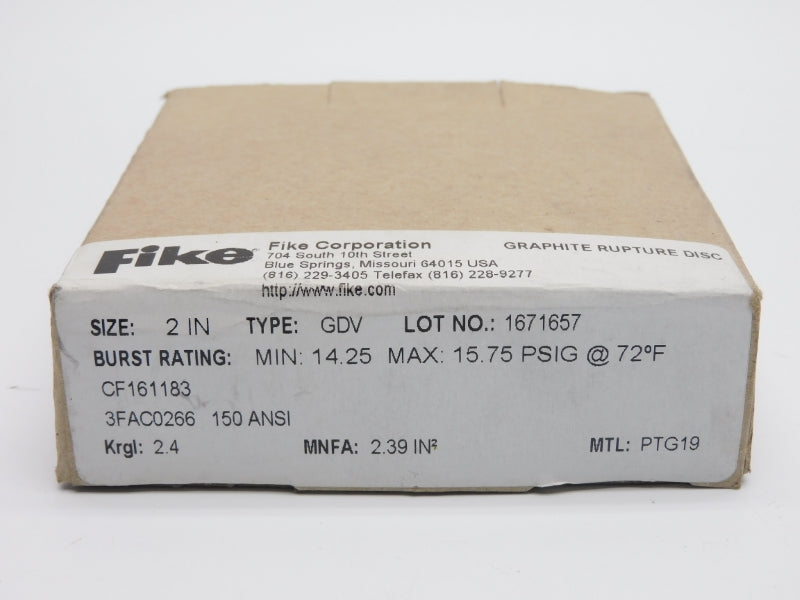 Fike® Fike Corporation GRAPHITE RUPTURE DISC
704 South 10th Street
Blue Springs, Missouri 64015 USA
(816) 229-3405 Telefax (816) 228-9277
http://www.fike.com
SIZE: 2 IN TYPE: GDV LOT NO.: 1671657
BURST RATING: MIN: 14.25 MAX: 15.75 PSIG @ 72ºF
CF161183
3FAC0266 150 ANSI
Krgl: 2.4 MNFA: 2.39 IN² MTL: PTG19